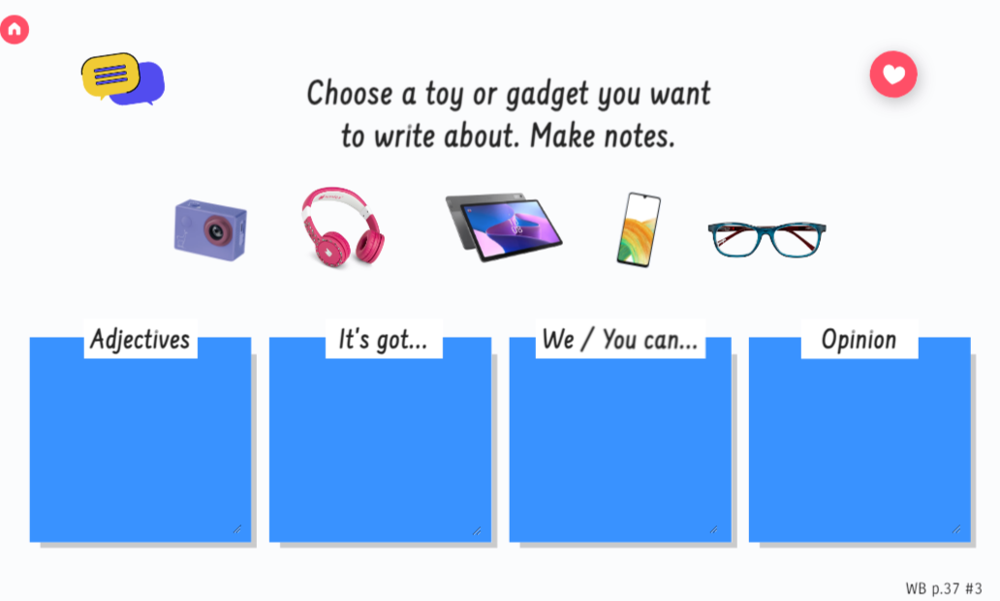 Choose a toy or gadget you want
to write about. Make notes.
Adjectives
It's got...
We / You can...
Opinion
WB p.37 #3